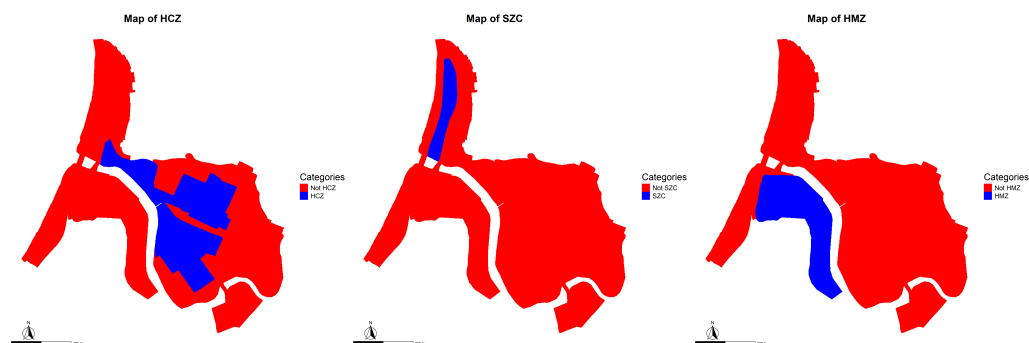 Map of HCZ
Categories
Not HCZ
HCZ
N
Map of SZC
Categories
Not SZC
SZC
N
Map of HMZ
Categories
Not HMZ
HMZ
N